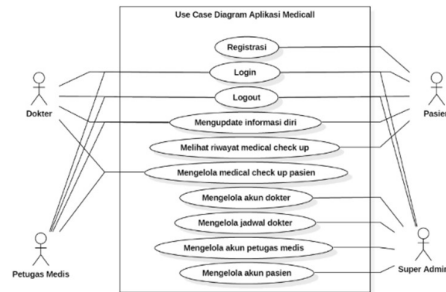 Use Case Diagram Aplikasi Medicall
Registrasi
Login
Logout
Dokter
Pasien
Mengupdate informasi diri
Melihat riwayat medical check up
Mengelola medical check up pasien
Mengelola akun dokter
Mengelola jadwal dokter
Mengelola akun petugas medis
Mengelola akun pasien
Petugas Medis
Super Admin